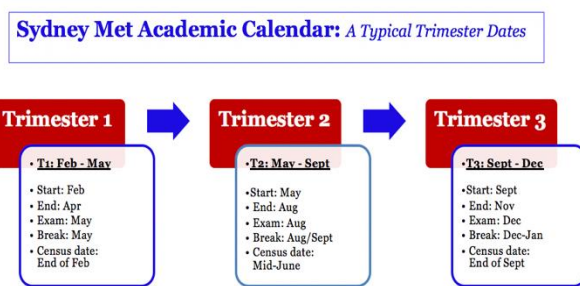 Sydney Met Academic Calendar: A Typical Trimester Dates
Trimester 1
• T1: Feb - May
• Start: Feb
• End: Apr
• Exam: May
• Break: May
• Census date:
End of Feb
Trimester 2
•T2: May - Sept
•Start: May
• End: Aug
• Exam: Aug
• Break: Aug/Sept
• Census date:
Mid-June
Trimester 3
•T3: Sept - Dec
•Start: Sept
• End: Nov
• Exam: Dec
• Break: Dec-Jan
• Census date:
End of Sept